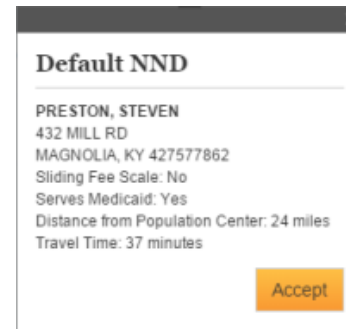 Default NND
PRESTON, STEVEN
432 MILL RD
MAGNOLIA, KY 427577862
Sliding Fee Scale: No
Serves Medicaid: Yes
Distance from Population Center: 24 miles
Travel Time: 37 minutes
Accept